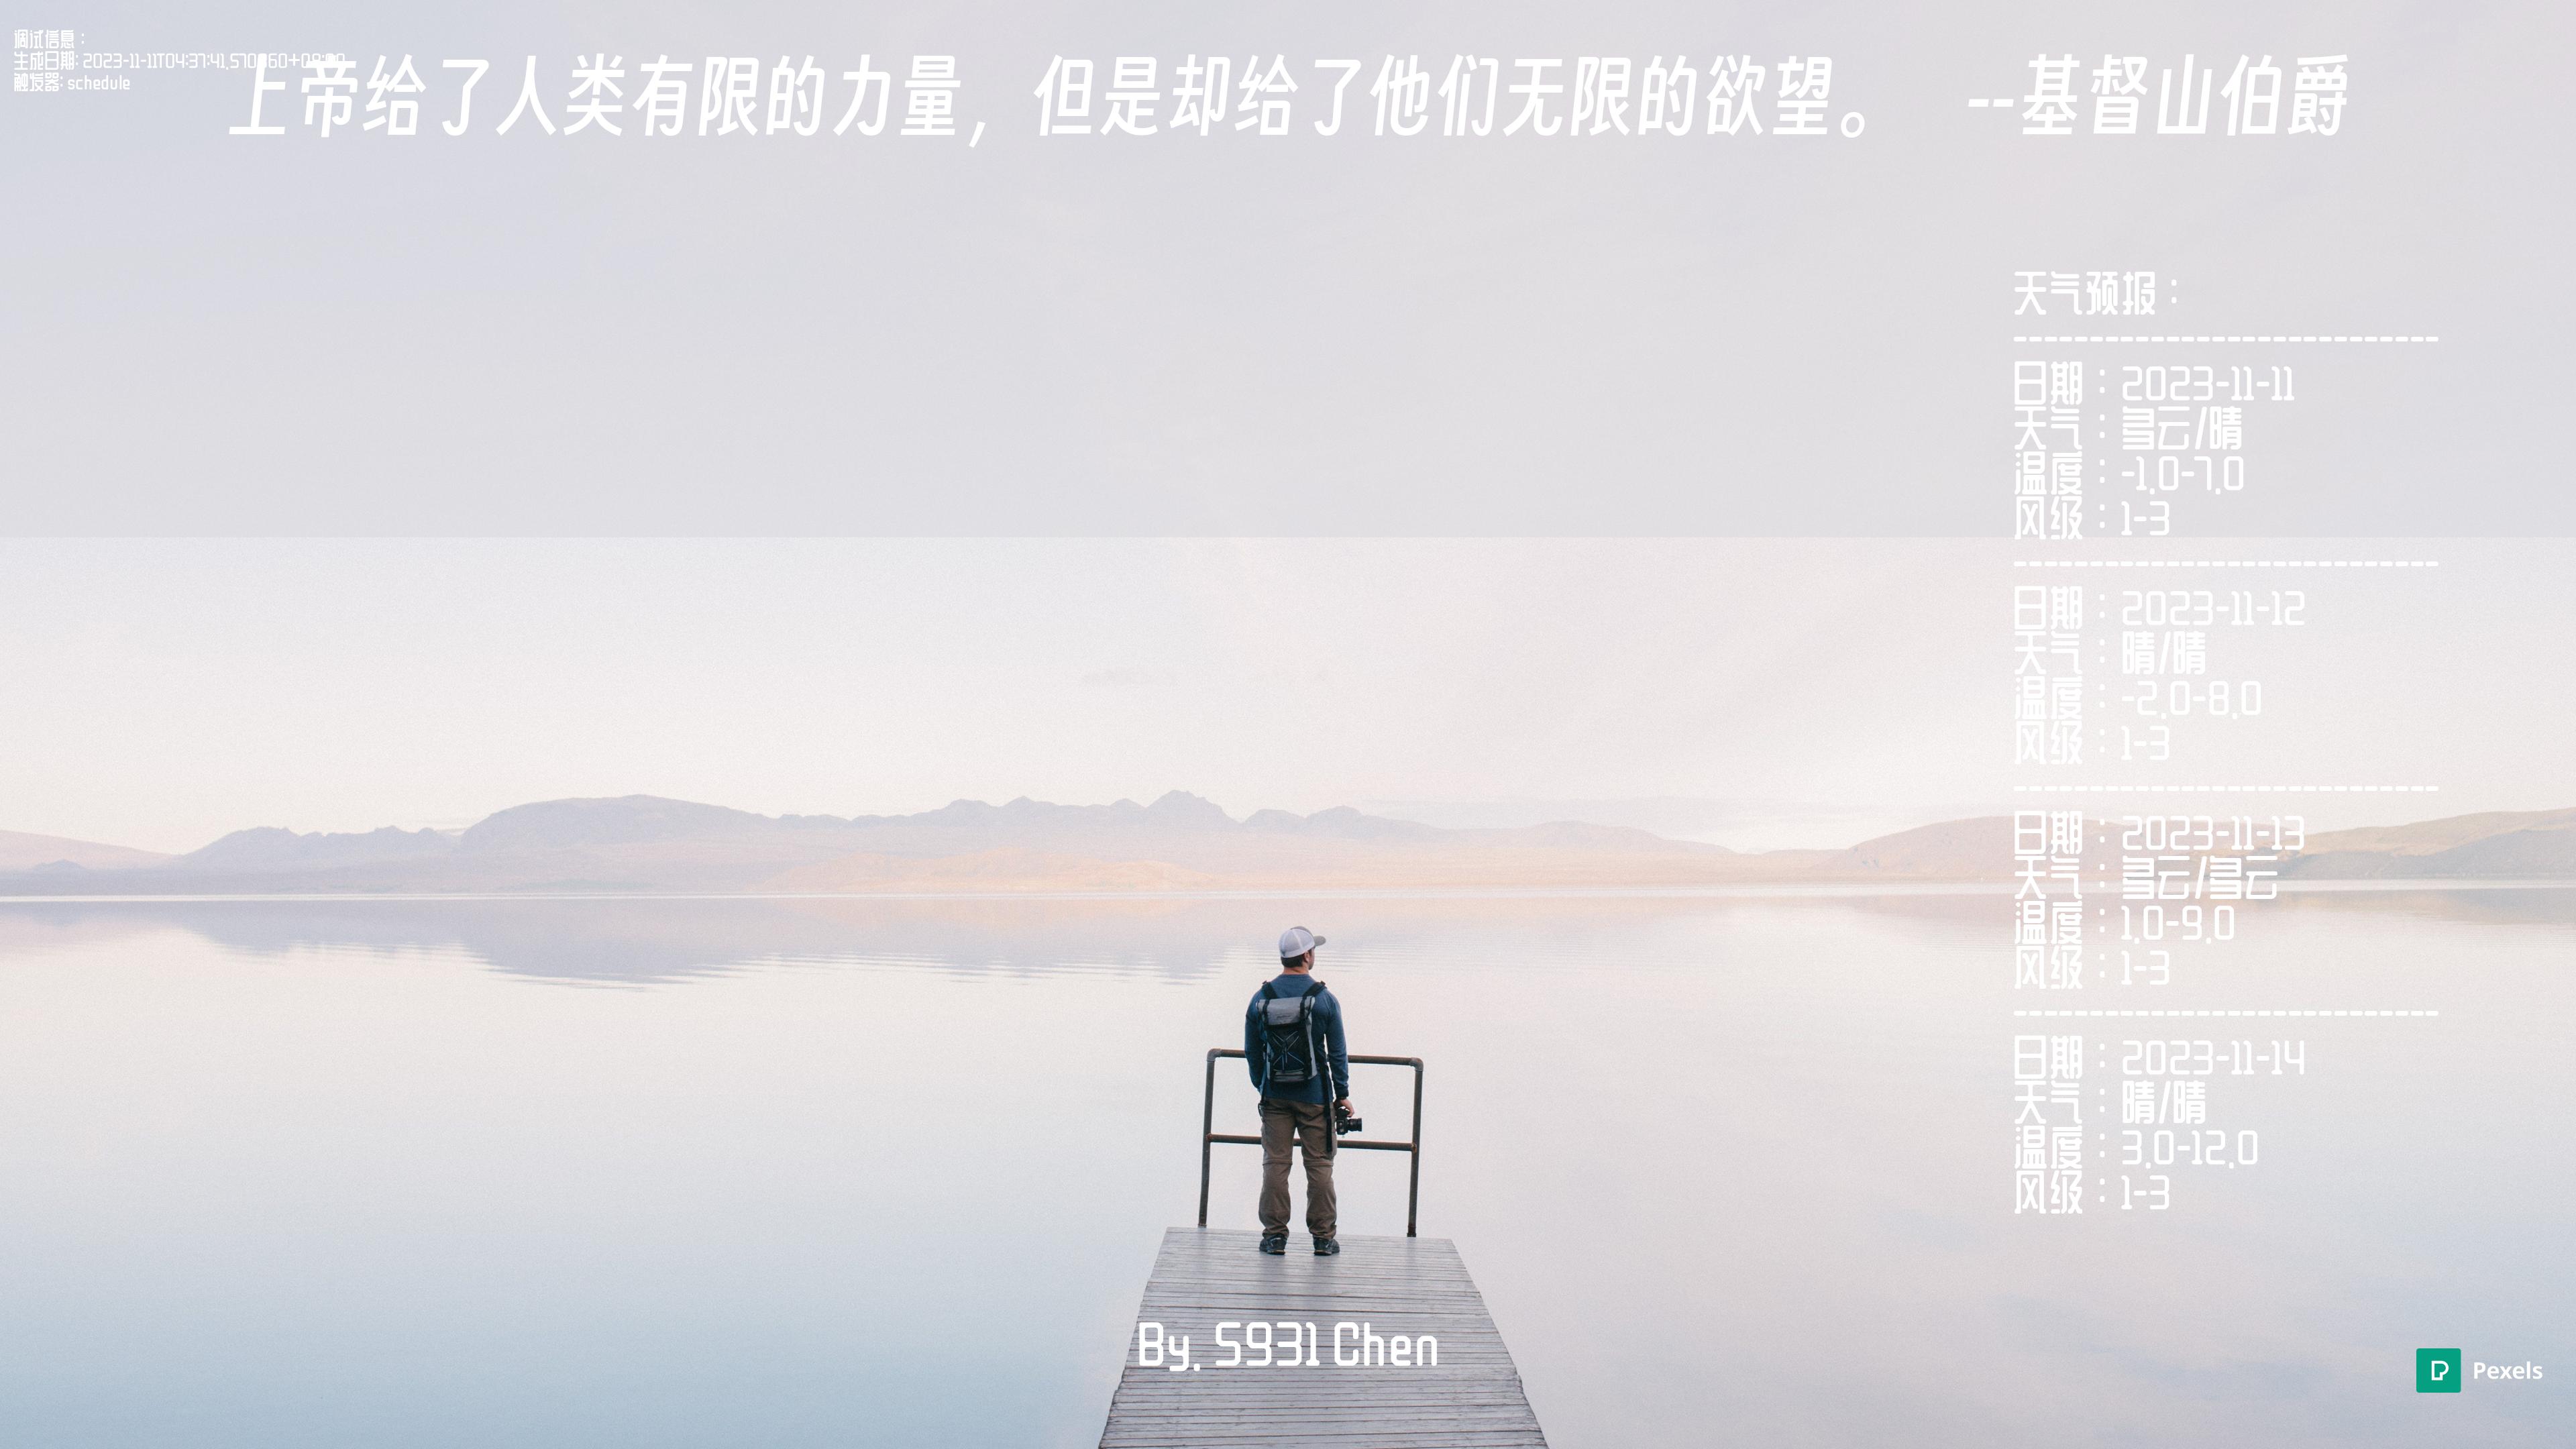 调试信息：
生成日期: 2023-11-11T04:37:41.570660+08:00
触发器: schedule
上帝给了人类有限的力量，但是却给了他们无限的欲望。 --基督山伯爵
天气预报：
----------------------------
日期：2023-11-11
天气：多云/晴
温度：-1.0-7.0
风级：1-3
----------------------------
日期：2023-11-12
天气：晴/晴
温度：-2.0-8.0
风级：1-3
----------------------------
日期：2023-11-13
天气：多云/多云
温度：1.0-9.0
风级：1-3
----------------------------
日期：2023-11-14
天气：晴/晴
温度：3.0-12.0
风级：1-3
By. S931 Chen
Pexels